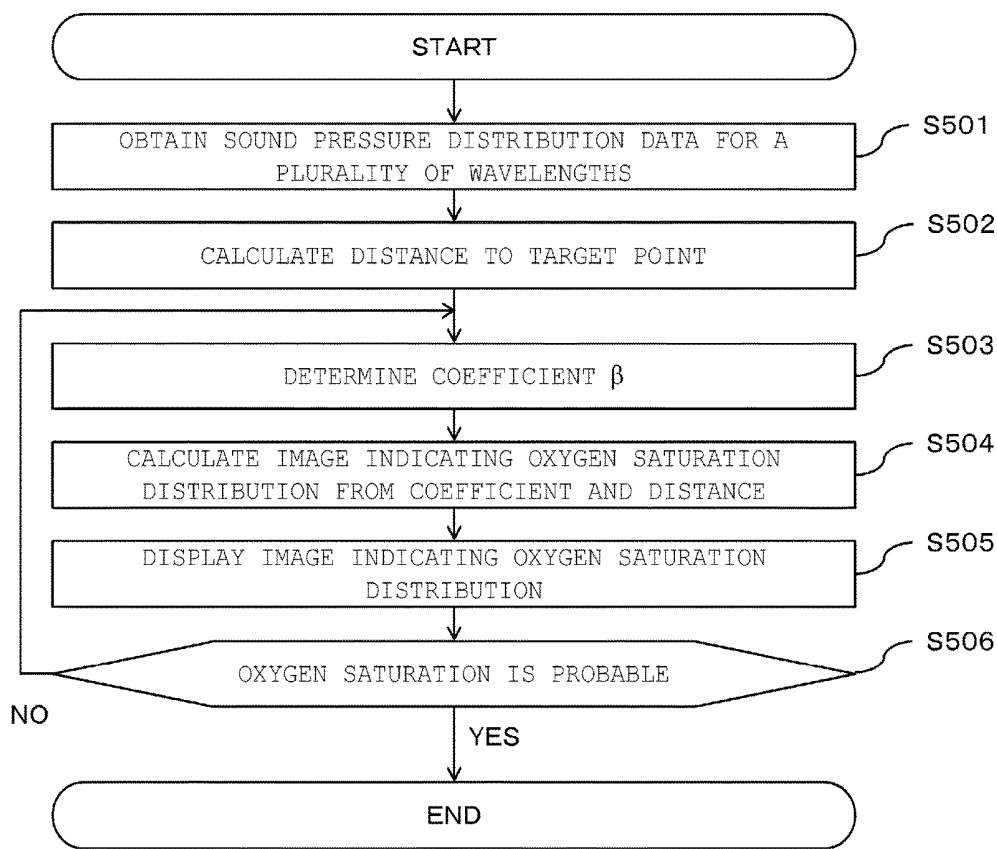 START
OBTAIN SOUND PRESSURE DISTRIBUTION DATA FOR A
PLURALITY OF WAVELENGTHS
S501
CALCULATE DISTANCE TO TARGET POINT
S502
DETERMINE COEFFICIENT β
S503
CALCULATE IMAGE INDICATING OXYGEN SATURATION
DISTRIBUTION FROM COEFFICIENT AND DISTANCE
S504
DISPLAY IMAGE INDICATING OXYGEN SATURATION
DISTRIBUTION
S505
OXYGEN SATURATION IS PROBABLE
S506
NO
YES
END